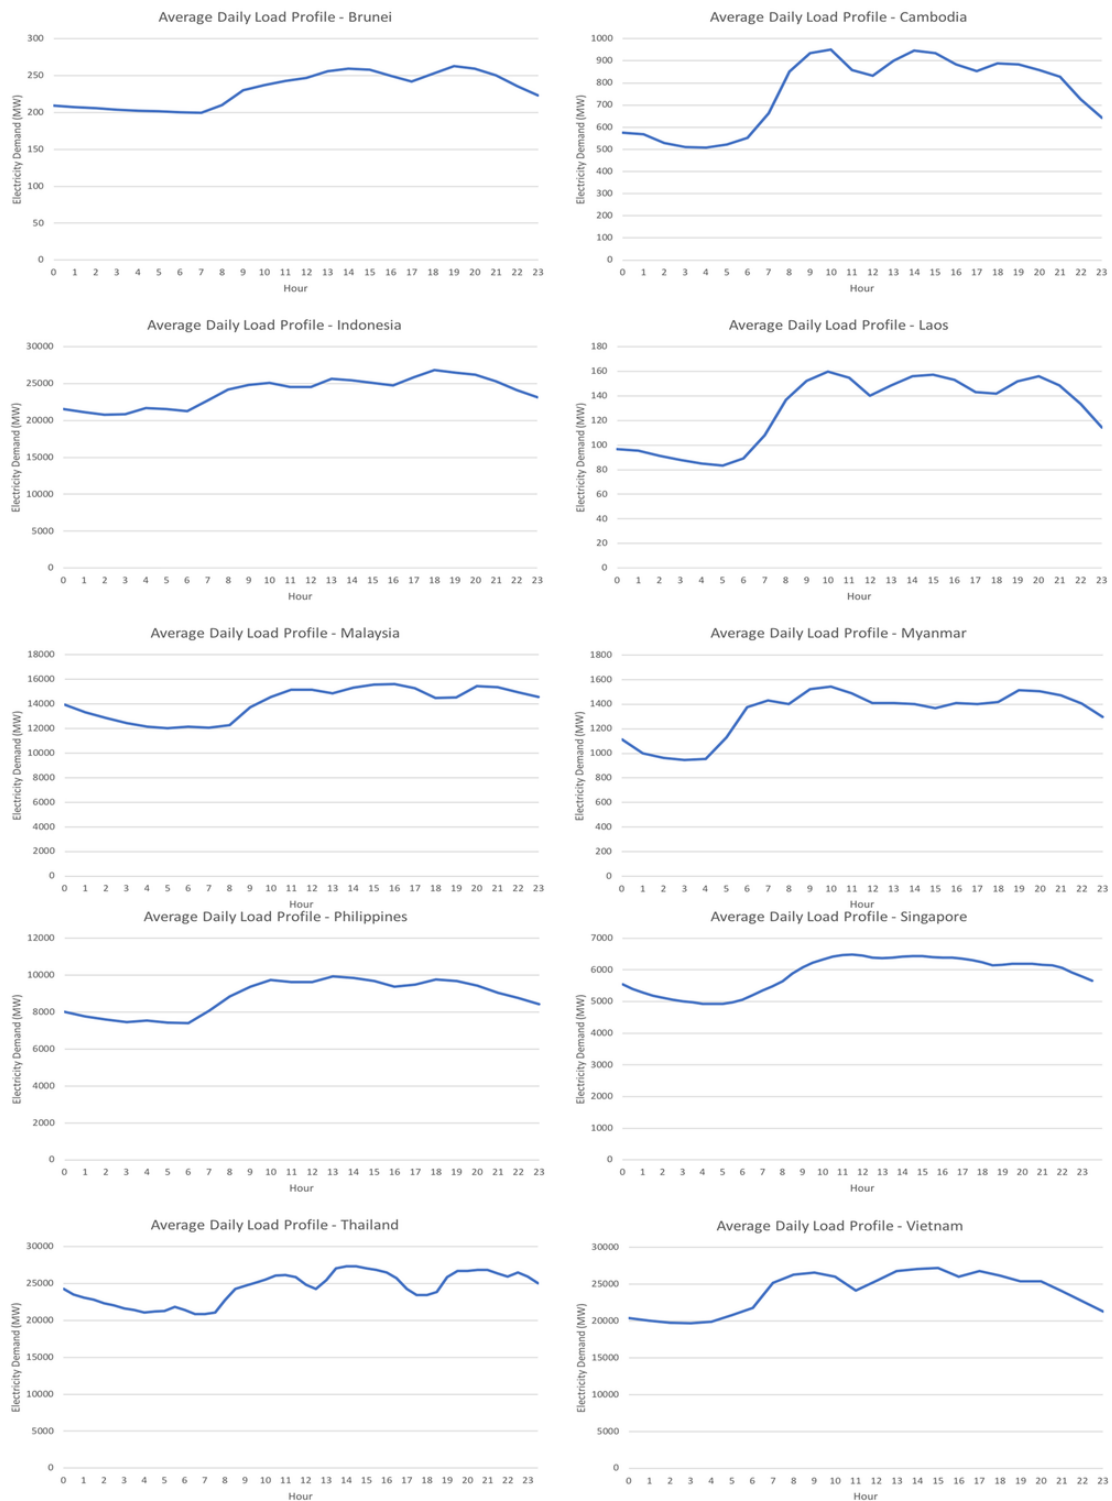 Average Daily Load Profile - Brunei
Electricity Demand (MW)
300
250
200
150
100
50
0
0 1 2 3 4 5 6 7 8 9 10 11 12 13 14 15 16 17 18 19 20 21 22 23
Hour
Average Daily Load Profile - Cambodia
Electricity Demand (MW)
1000
900
800
700
600
500
400
300
200
100
0
0 1 2 3 4 5 6 7 8 9 10 11 12 13 14 15 16 17 18 19 20 21 22 23
Hour
Average Daily Load Profile - Indonesia
Electricity Demand (MW)
30000
25000
20000
15000
10000
5000
0
0 1 2 3 4 5 6 7 8 9 10 11 12 13 14 15 16 17 18 19 20 21 22 23
Hour
Average Daily Load Profile - Laos
Electricity Demand (MW)
180
160
140
120
100
80
60
40
20
0
0 1 2 3 4 5 6 7 8 9 10 11 12 13 14 15 16 17 18 19 20 21 22 23
Hour
Average Daily Load Profile - Malaysia
Electricity Demand (MW)
18000
16000
14000
12000
10000
8000
6000
4000
2000
0
0 1 2 3 4 5 6 7 8 9 10 11 12 13 14 15 16 17 18 19 20 21 22 23
Hour
Average Daily Load Profile - Myanmar
Electricity Demand (MW)
1800
1600
1400
1200
1000
800
600
400
200
0
0 1 2 3 4 5 6 7 8 9 10 11 12 13 14 15 16 17 18 19 20 21 22 23
Hour
Average Daily Load Profile - Philippines
Electricity Demand (MW)
12000
10000
8000
6000
4000
2000
0
0 1 2 3 4 5 6 7 8 9 10 11 12 13 14 15 16 17 18 19 20 21 22 23
Hour
Average Daily Load Profile - Singapore
Electricity Demand (MW)
7000
6000
5000
4000
3000
2000
1000
0
0 1 2 3 4 5 6 7 8 9 10 11 12 13 14 15 16 17 18 19 20 21 22 23
Hour
Average Daily Load Profile - Thailand
Electricity Demand (MW)
30000
25000
20000
15000
10000
5000
0
0 1 2 3 4 5 6 7 8 9 10 11 12 13 14 15 16 17 18 19 20 21 22 23
Hour
Average Daily Load Profile - Vietnam
Electricity Demand (MW)
30000
25000
20000
15000
10000
5000
0
0 1 2 3 4 5 6 7 8 9 10 11 12 13 14 15 16 17 18 19 20 21 22 23
Hour